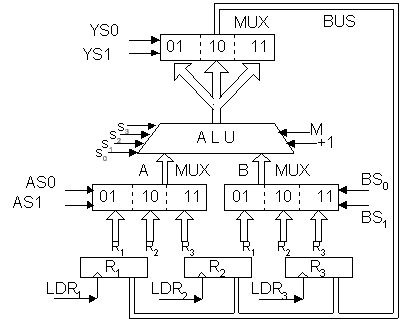 YS0 MUX BUS
YS1 01 10 11
S3
S2
S1
S0
ALU
M
+1
A MUX B MUX
AS0 01 10 11 01 10 11 BS0
AS1 BS1
R1 R2 R3 R1 R2 R3
R1 R2 R3
LDR1 LDR2 LDR3